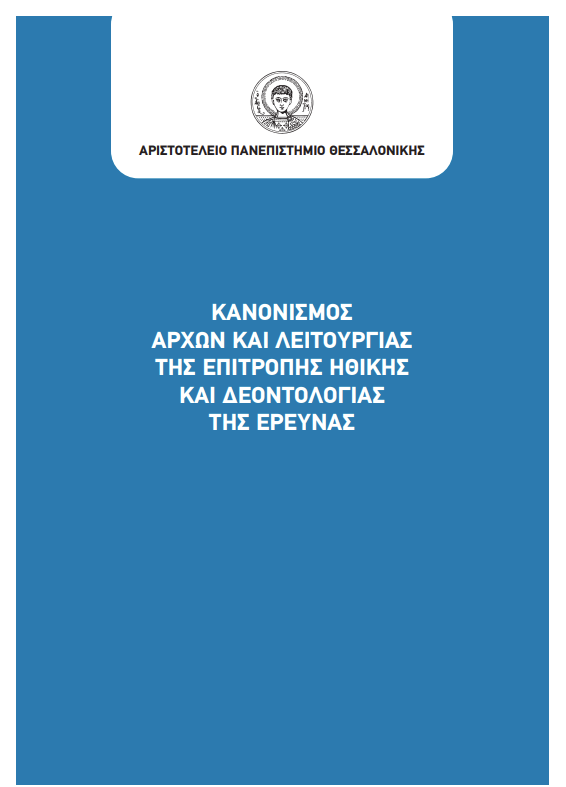 ΑΡΙΣΤΟΤΕΛΕΙΟ ΠΑΝΕΠΙΣΤΗΜΙΟ ΘΕΣΣΑΛΟΝΙΚΗΣ
ΚΑΝΟΝΙΣΜΟΣ
ΑΡΧΩΝ ΚΑΙ ΛΕΙΤΟΥΡΓΙΑΣ
ΤΗΣ ΕΠΙΤΡΟΠΗΣ ΗΘΙΚΗΣ
ΚΑΙ ΔΕΟΝΤΟΛΟΓΙΑΣ
ΤΗΣ ΕΡΕΥΝΑΣ